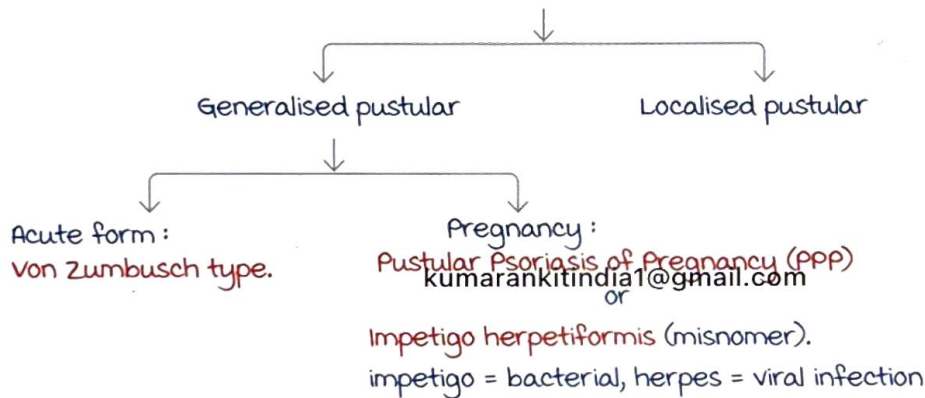 Generalised pustular
Localised pustular
Acute form :
Von Zumbusch type.
Pregnancy :
Pustular Psoriasis of Pregnancy (PPP)
kumarankitindia1@gmail.com
or
Impetigo herpetiformis (misnomer).
impetigo = bacterial, herpes = viral infection